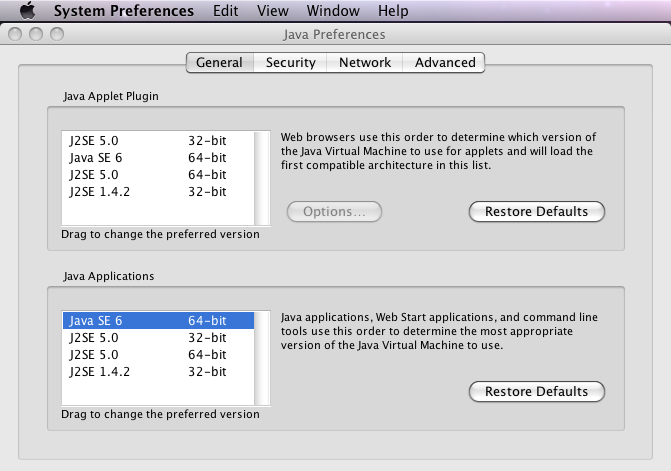 System Preferences Edit View Window Help
Java Preferences
General Security Network Advanced
Java Applet Plugin
J2SE 5.0 32-bit
Java SE 6 64-bit
J2SE 5.0 64-bit
J2SE 1.4.2 32-bit
Web browsers use this order to determine which version of
the Java Virtual Machine to use for applets and will load the
first compatible architecture in this list.
Options... Restore Defaults
Drag to change the preferred version
Java Applications
Java SE 6 64-bit
J2SE 5.0 32-bit
J2SE 5.0 64-bit
J2SE 1.4.2 32-bit
Java applications, Web Start applications, and command line
tools use this order to determine the most appropriate
version of the Java Virtual Machine to use.
Restore Defaults
Drag to change the preferred version